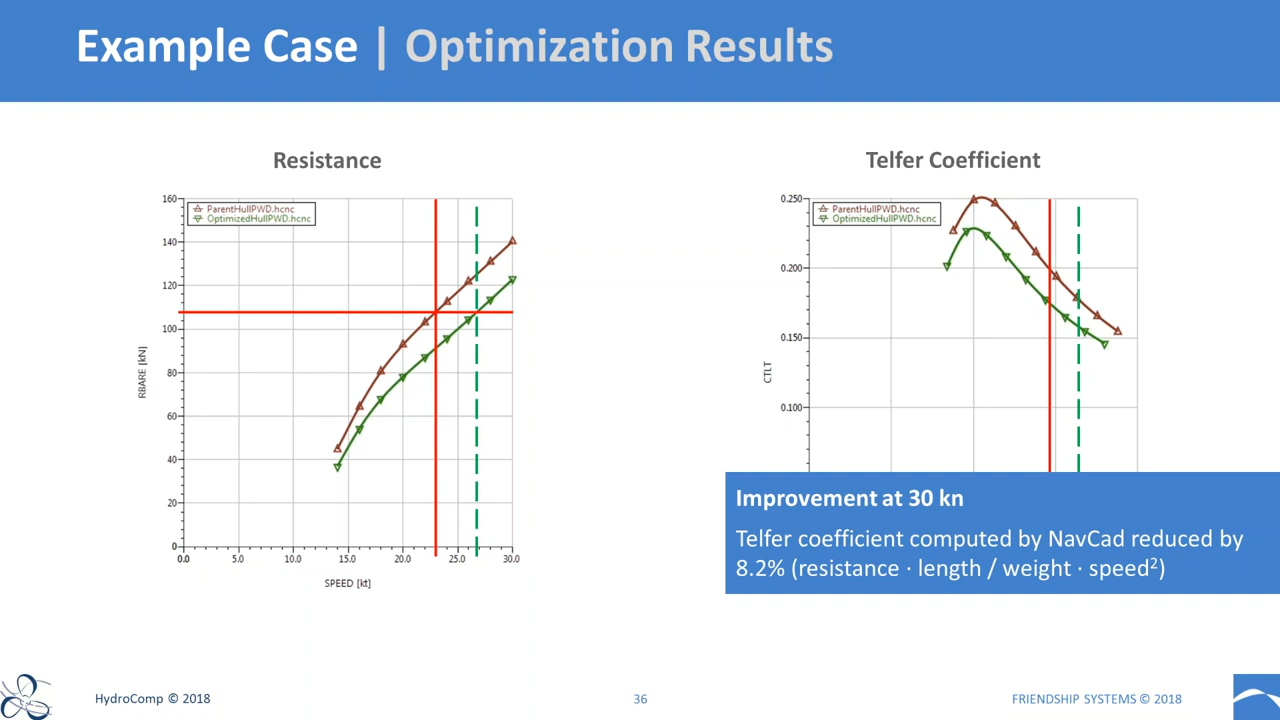 Example Case | Optimization Results
Resistance
160
140
120
100
80
60
40
20
0
RBARE [kN]
ParentHullPWD.hcnc
OptimizedHullPWD.hcnc
0.0 5.0 10.0 15.0 20.0 25.0 30.0
SPEED [kt]
Telfer Coefficient
0.250
0.200
0.150
0.100
CTLT
ParentHullPWD.hcnc
OptimizedHullPWD.hcnc
Improvement at 30 kn
Telfer coefficient computed by NavCad reduced by
8.2% (resistance · length / weight · speed²)
HydroComp © 2018
36
FRIENDSHIP SYSTEMS © 2018